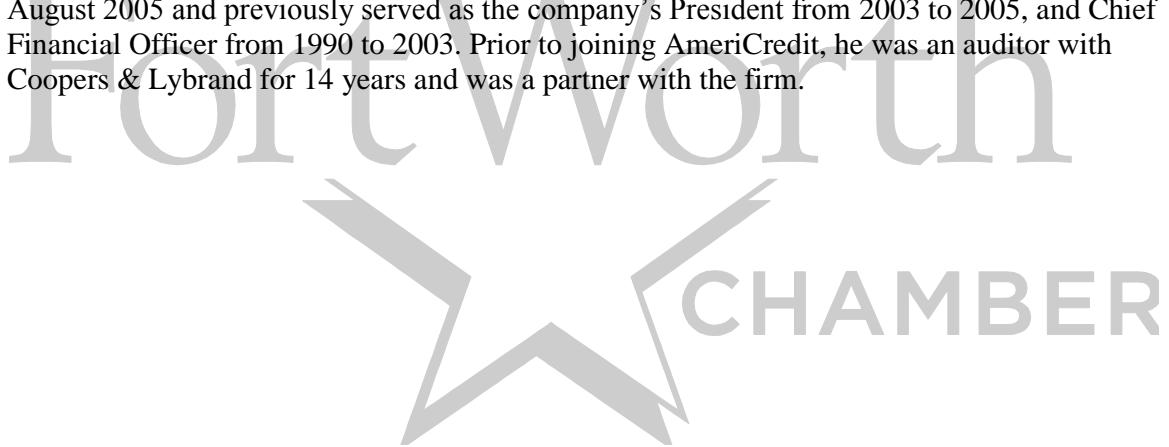 August 2005 and previously served as the company's President from 2003 to 2005, and Chief
Financial Officer from 1990 to 2003. Prior to joining AmeriCredit, he was an auditor with
Coopers & Lybrand for 14 years and was a partner with the firm.
Fort Worth
CHAMBER